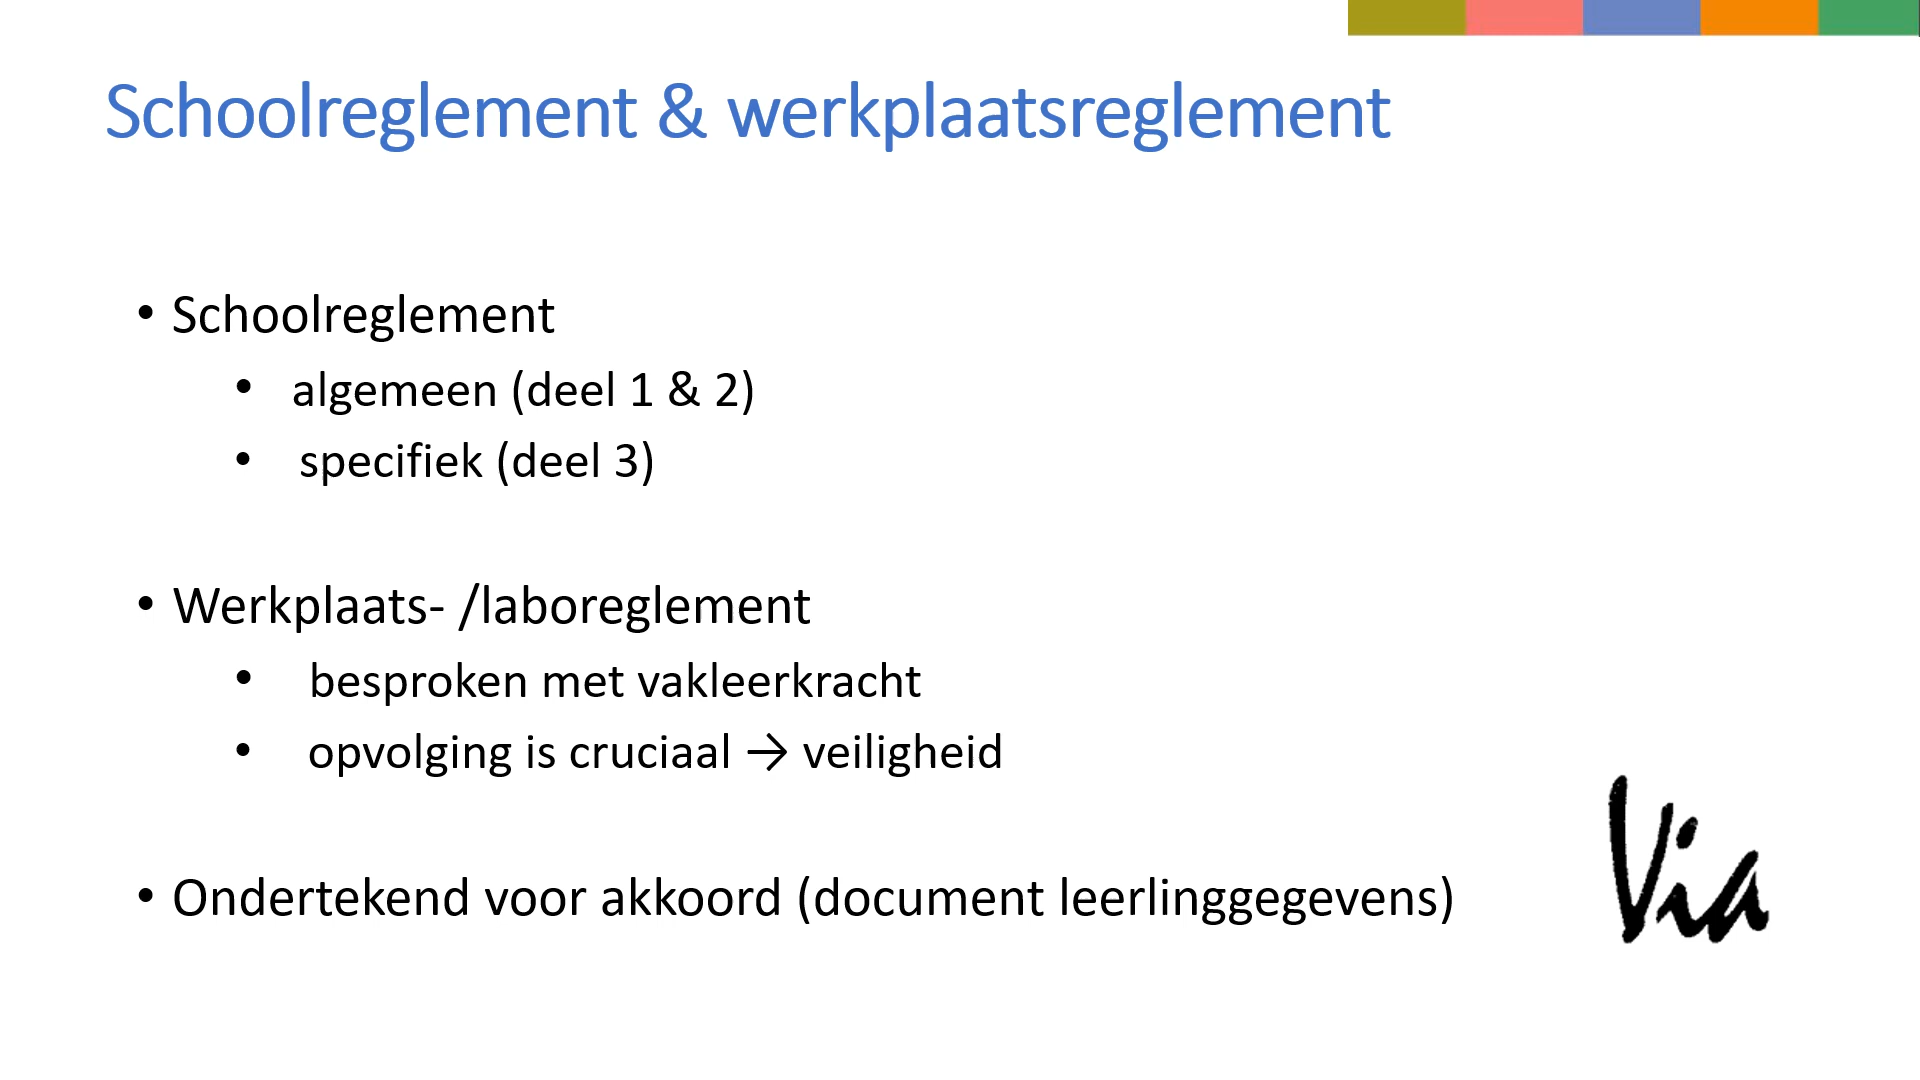 Schoolreglement & werkplaatsreglement
• Schoolreglement
• algemeen (deel 1 & 2)
• specifiek (deel 3)
• Werkplaats- /laboreglement
• besproken met vakleerkracht
• opvolging is cruciaal → veiligheid
• Ondertekend voor akkoord (document leerlinggegevens)
Via